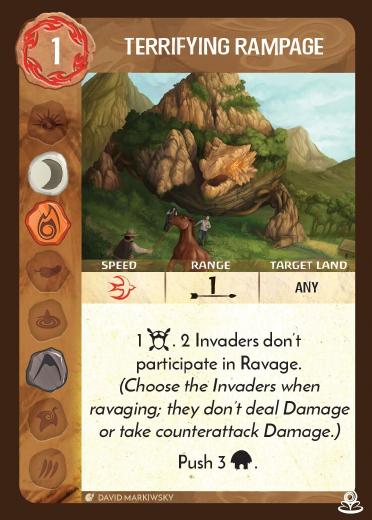 1
TERRIFYING RAMPAGE
SPEED RANGE TARGET LAND
1 ANY
1 . 2 Invaders don't
participate in Ravage.
(Choose the Invaders when
ravaging; they don't deal Damage
or take counterattack Damage.)
Push 3 .
DAVID MARKIWSKY